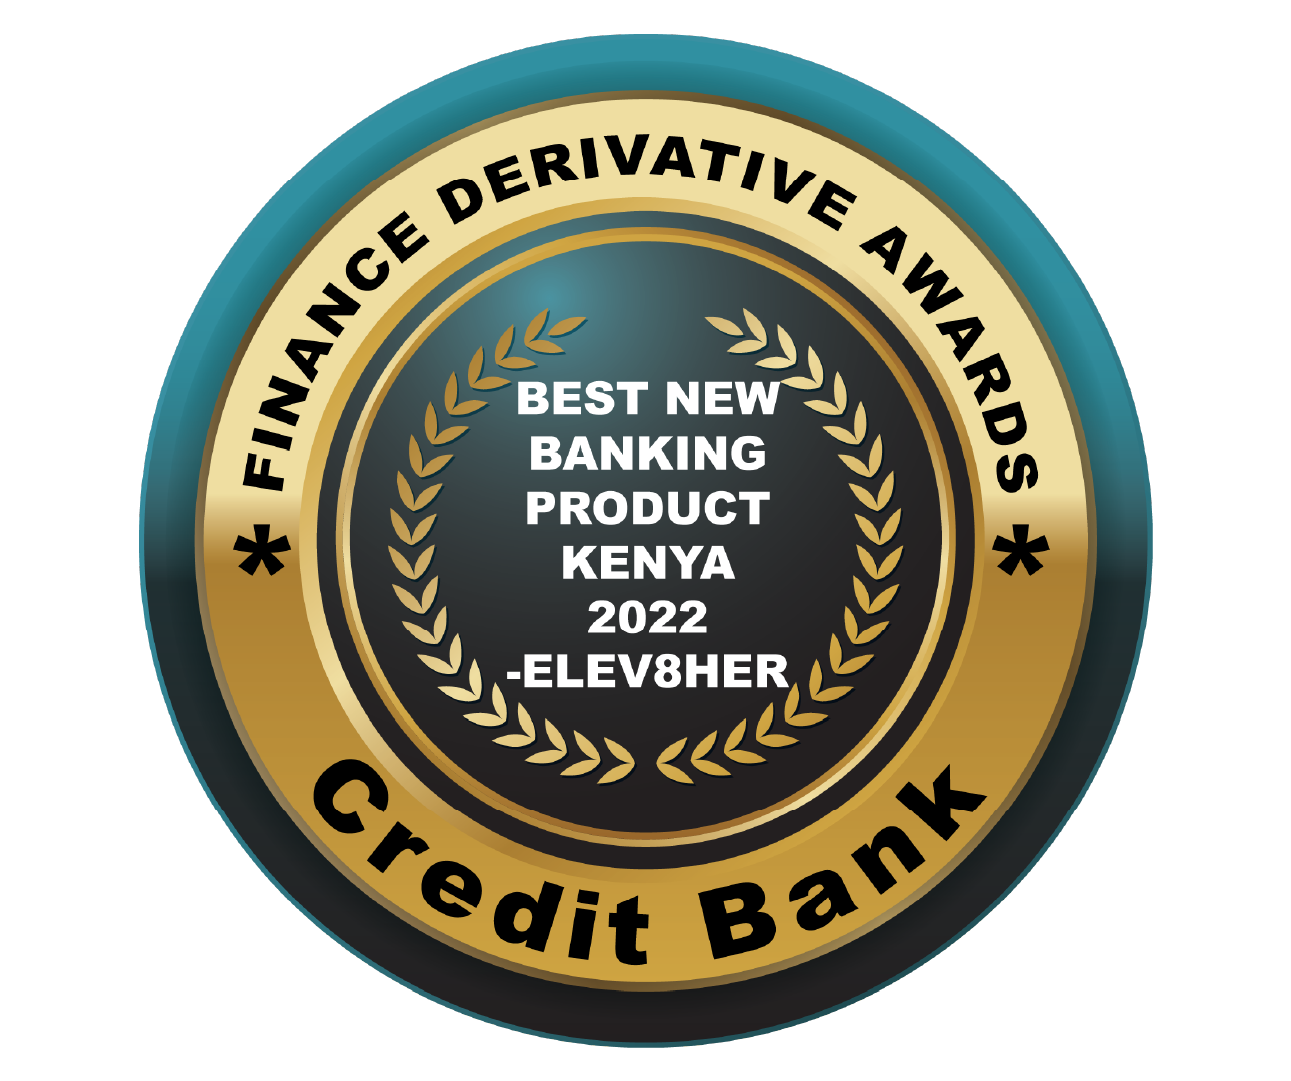 FINANCE DERIVATIVE AWARDS
* *
BEST NEW
BANKING
PRODUCT
KENYA
2022
-ELEV8HER
Credit Bank